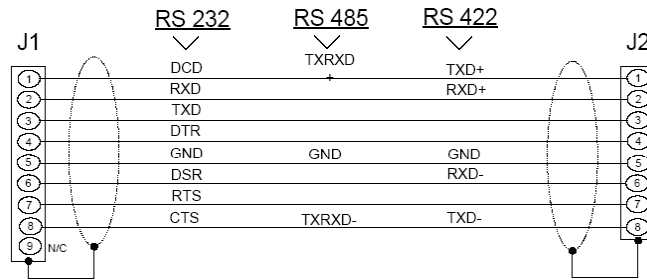 RS 232 RS 485 RS 422
J1 J2
TXRXD
+
1 DCD TXD+ 1
2 RXD RXD+ 2
3 TXD 3
4 DTR 4
5 GND GND GND 5
6 DSR RXD- 6
7 RTS 7
8 CTS TXRXD- TXD- 8
9 N/C